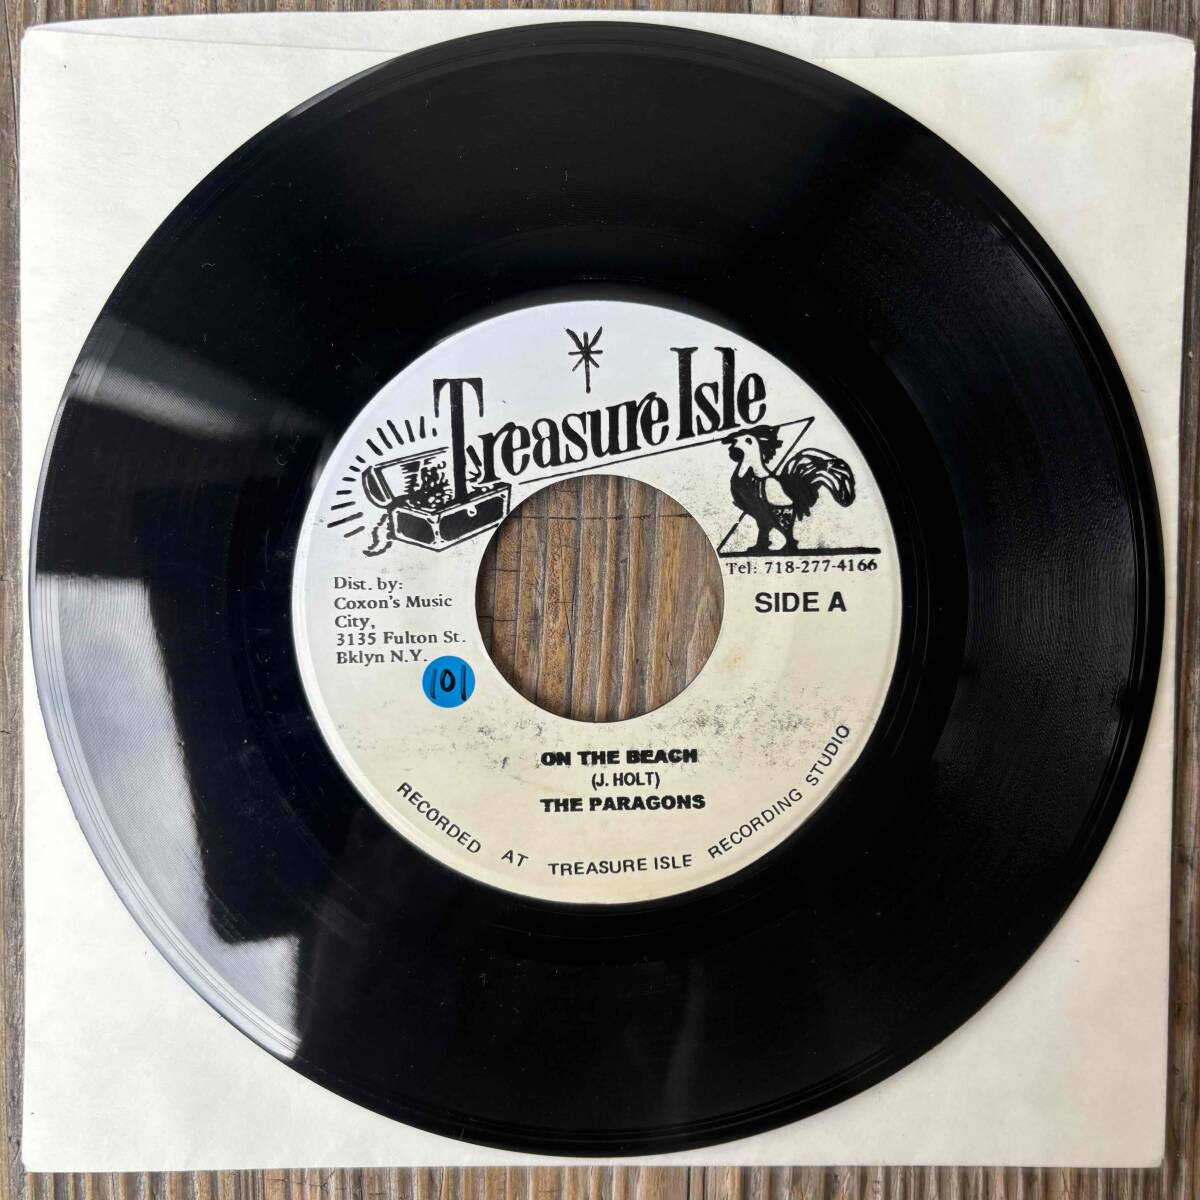 Treasure Isle
Tel: 718-277-4166
SIDE A
Dist. by:
Coxon's Music
City,
3135 Fulton St.
Bklyn N.Y.
101
ON THE BEACH
(J. HOLT)
THE PARAGONS
RECORDED AT TREASURE ISLE RECORDING STUDIO